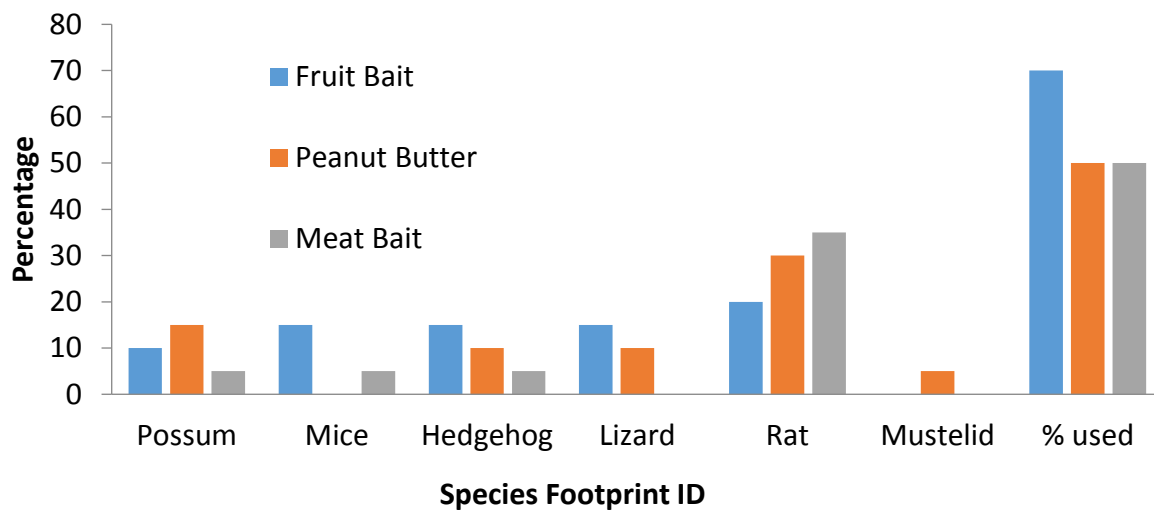 80
70
60
50
40
30
20
10
0
Percentage
Fruit Bait
Peanut Butter
Meat Bait
Possum Mice Hedgehog Lizard Rat Mustelid % used
Species Footprint ID